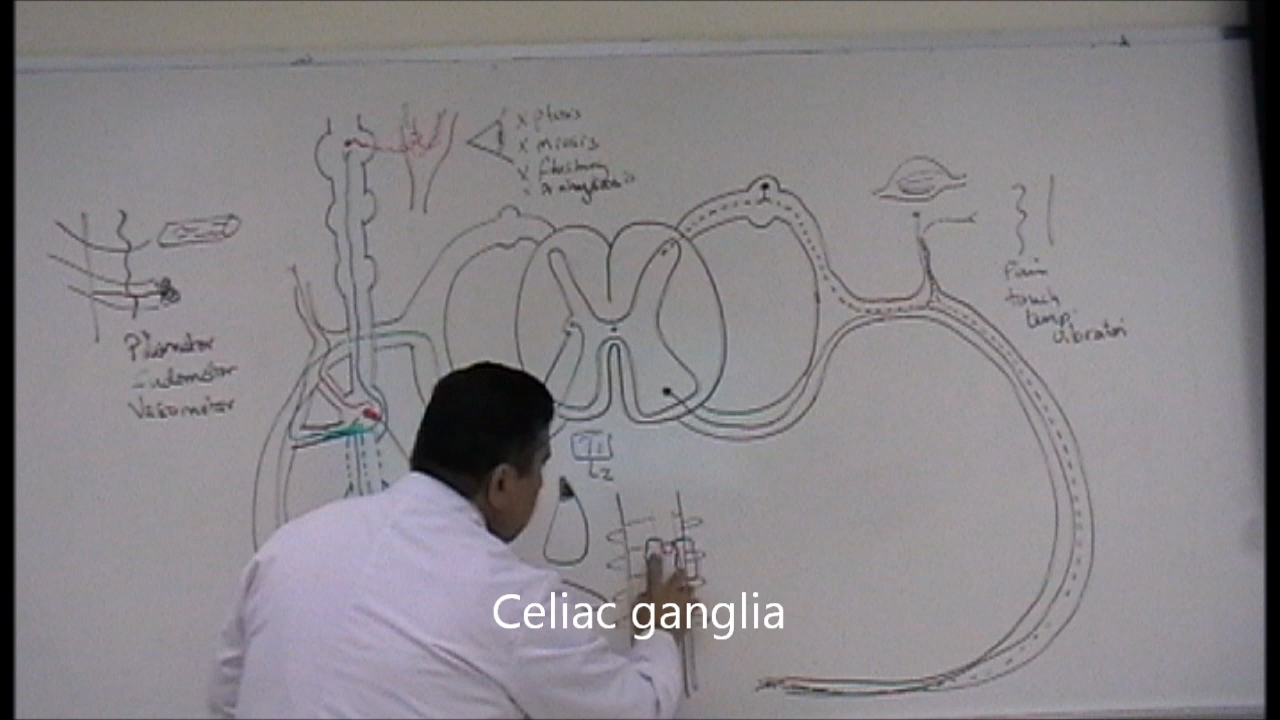 x ptosis
x miosis
x flushing
x Anhydrosis
Pain
touch
temp
vibration
Pilomotor
Sudomotor
Vasomotor
T1
L2
Celiac ganglia